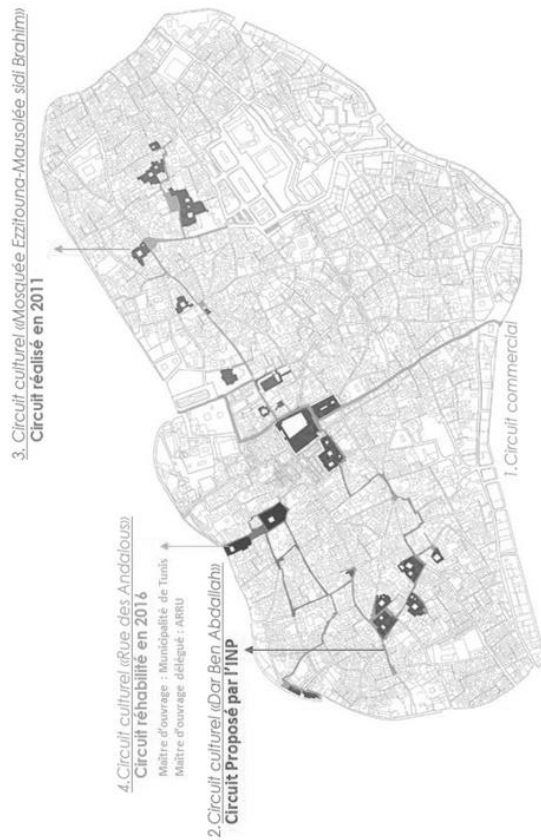 3. Circuit culturel «Mosquée Ezzitouna-Mausolée sidi Brahim»
Circuit réalisé en 2011
4.Circuit culturel «Rue des Andalous»
Circuit réhabilité en 2016
Maître d'ouvrage : Municipalité de Tunis
Maître d'ouvrage délégué : ARRU
2.Circuit culturel «Dar Ben Abdallah»
Circuit Proposé par l'INP
1.Circuit commercial